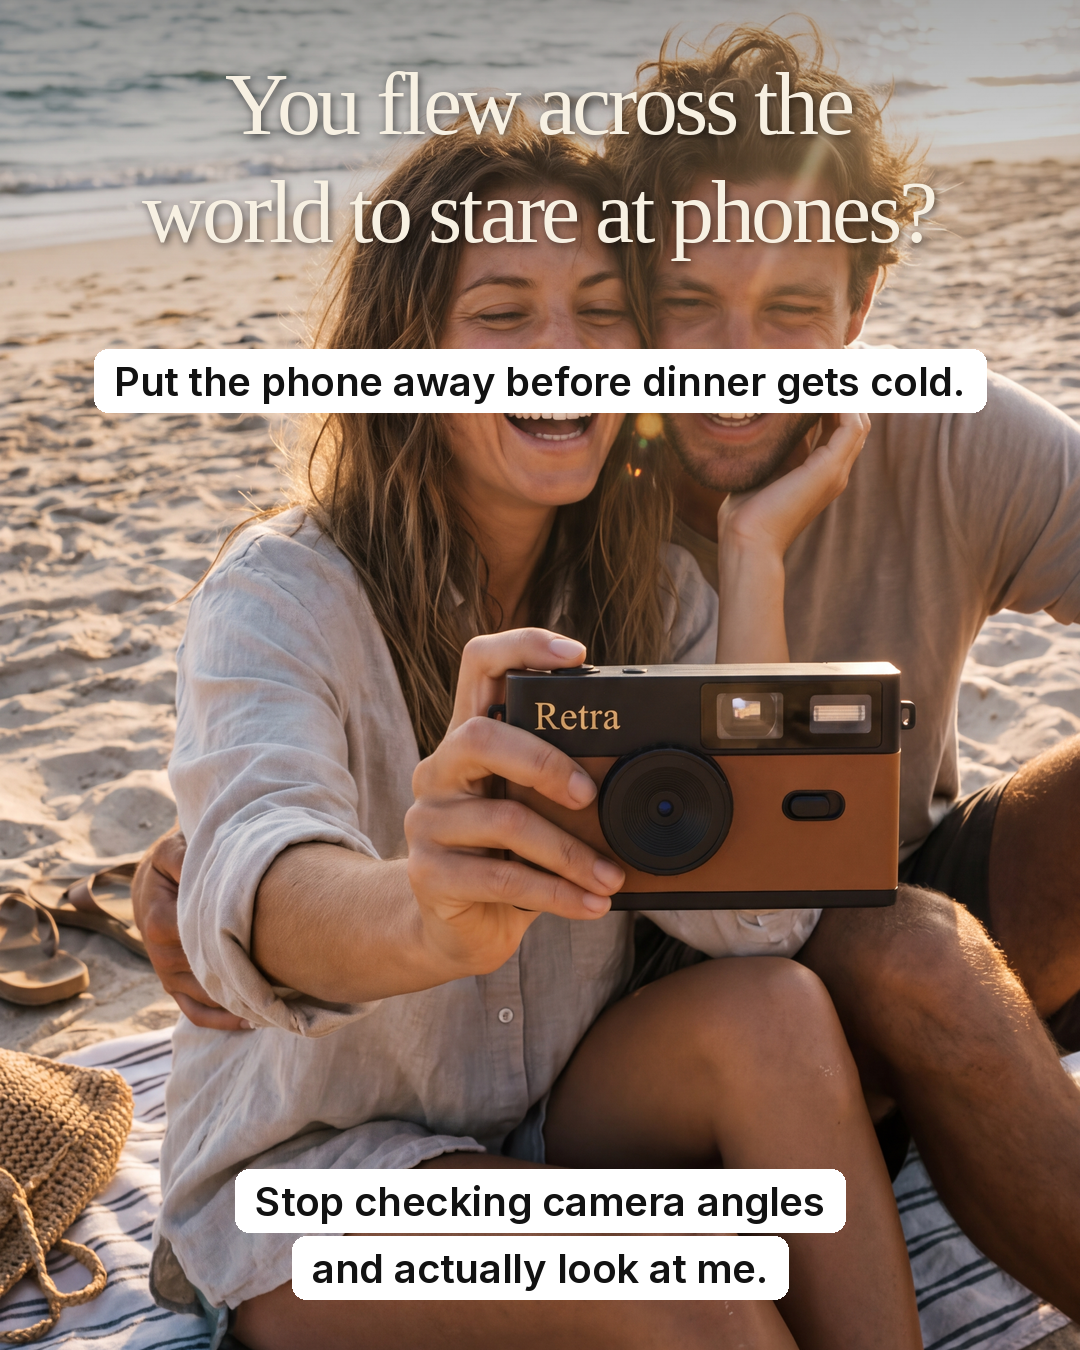 You flew across the
world to stare at phones?
Put the phone away before dinner gets cold.
Retra
Stop checking camera angles
and actually look at me.